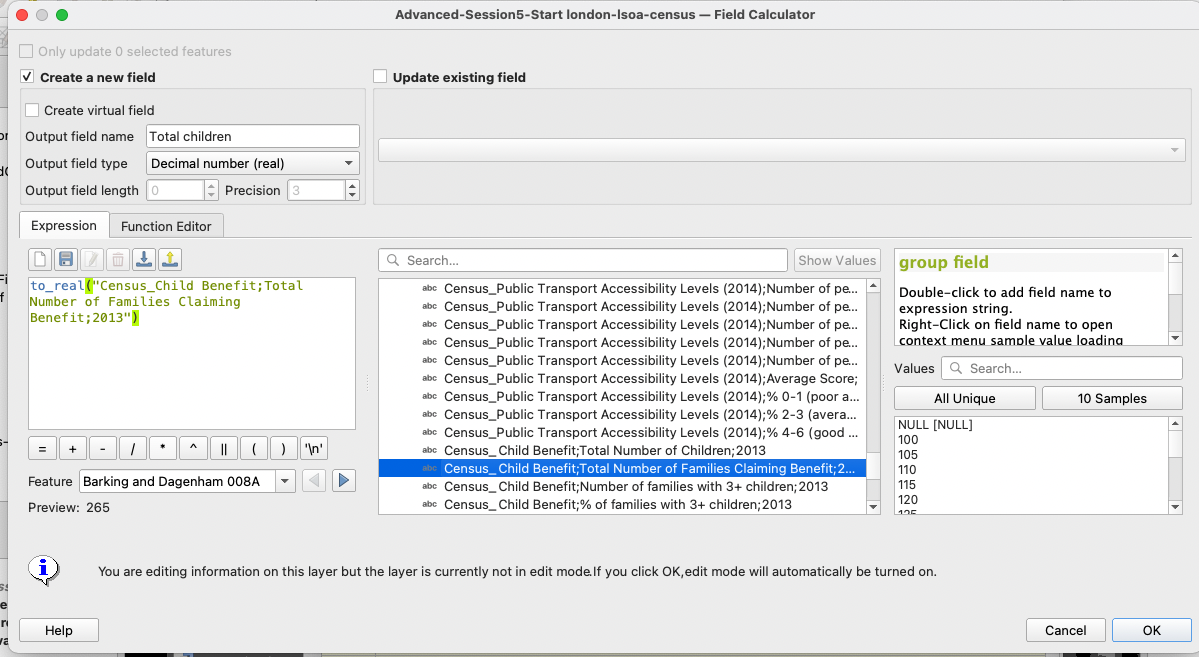 Advanced-Session5-Start london-lsoa-census — Field Calculator
Only update 0 selected features
Create a new field
Update existing field
Create virtual field
Output field name
Total children
Output field type
Decimal number (real)
Output field length
0
Precision
3
Expression
Function Editor
to_real("Census_Child Benefit;Total
Number of Families Claiming
Benefit;2013")
=
+
-
/
*
^
||
(
)
'\n'
Feature
Barking and Dagenham 008A
Preview: 265
Search...
Show Values
abc Census_Public Transport Accessibility Levels (2014);Number of pe...
abc Census_Public Transport Accessibility Levels (2014);Number of pe...
abc Census_Public Transport Accessibility Levels (2014);Number of pe...
abc Census_Public Transport Accessibility Levels (2014);Number of pe...
abc Census_Public Transport Accessibility Levels (2014);Number of pe...
abc Census_Public Transport Accessibility Levels (2014);Average Score;
abc Census_Public Transport Accessibility Levels (2014);% 0-1 (poor a...
abc Census_Public Transport Accessibility Levels (2014);% 2-3 (avera...
abc Census_Public Transport Accessibility Levels (2014);% 4-6 (good ...
abc Census_Child Benefit;Total Number of Children;2013
abc Census_Child Benefit;Total Number of Families Claiming Benefit;2...
abc Census_Child Benefit;Number of families with 3+ children;2013
abc Census_Child Benefit;% of families with 3+ children;2013
group field
Double-click to add field name to
expression string.
Right-Click on field name to open
context menu sample value loading
Values
Search...
All Unique
10 Samples
NULL [NULL]
100
105
110
115
120
125
You are editing information on this layer but the layer is currently not in edit mode.If you click OK,edit mode will automatically be turned on.
Help
Cancel
OK